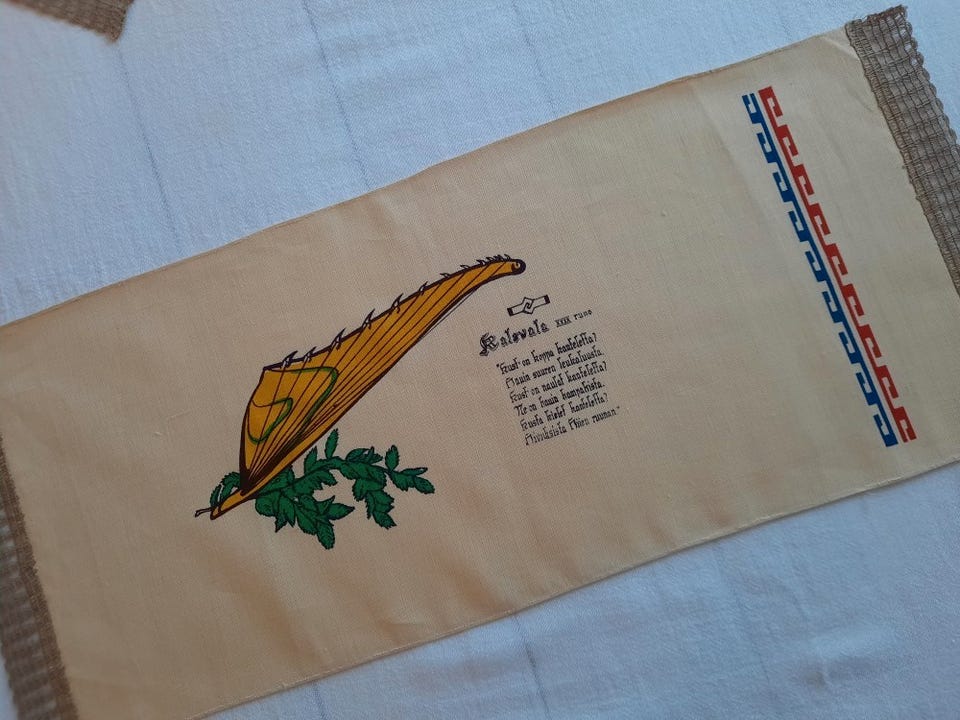 Kalevala XXXX runo
"Kust' on koppa kanteletta?
Hauin suuren leukaluusta.
Kust' on naulat kanteletta?
Ne on hauin hampahista.
Kusta kielet kanteletta?
Hivuksista Hiien ruunan."